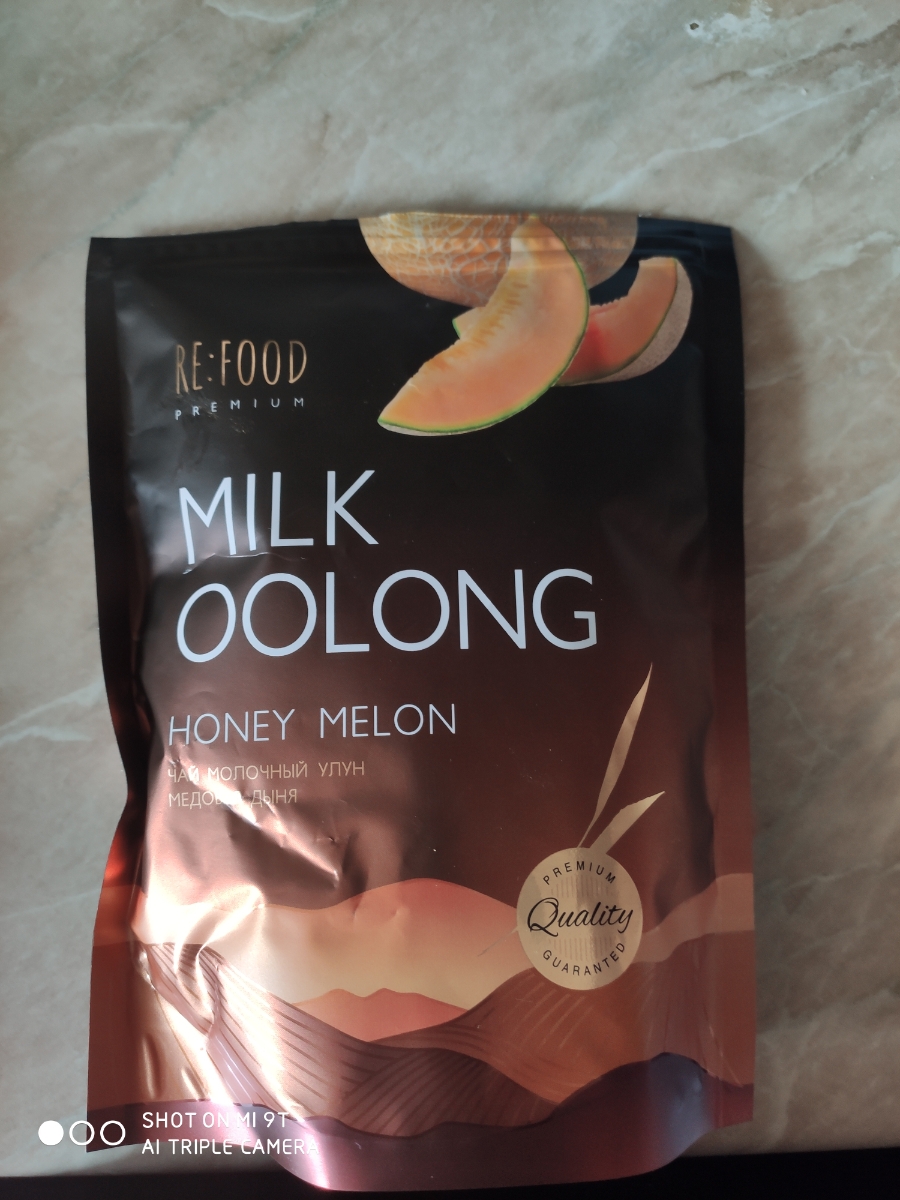 RE:FOOD
PREMIUM
MILK
OOLONG
HONEY MELON
ЧАЙ МОЛОЧНЫЙ УЛУН
ДЫНЯ
PREMIUM
Quality
GUARANTEED
SHOT ON MI 9T
AI TRIPLE CAMERA